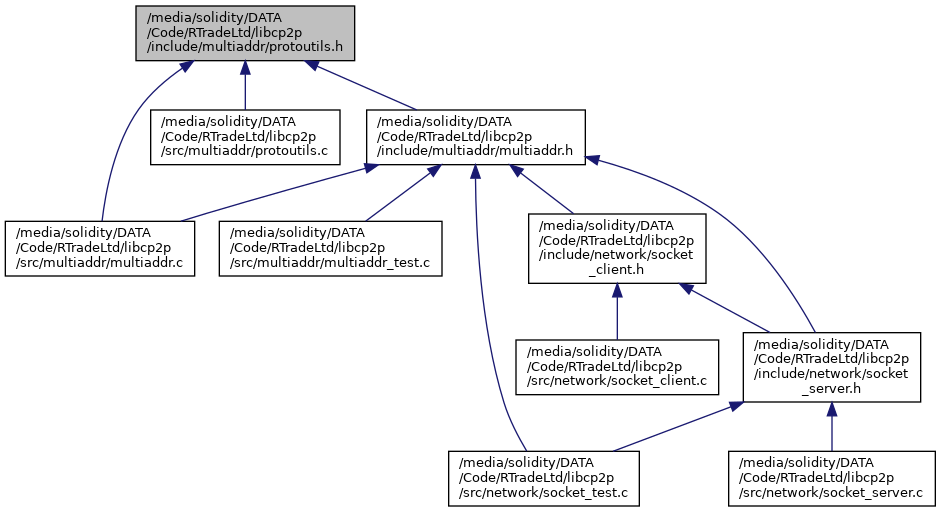 /media/solidity/DATA
/Code/RTradeLtd/libcp2p
/include/multiaddr/protoutils.h
/media/solidity/DATA
/Code/RTradeLtd/libcp2p
/src/multiaddr/protoutils.c
/media/solidity/DATA
/Code/RTradeLtd/libcp2p
/include/multiaddr/multiaddr.h
/media/solidity/DATA
/Code/RTradeLtd/libcp2p
/src/multiaddr/multiaddr.c
/media/solidity/DATA
/Code/RTradeLtd/libcp2p
/src/multiaddr/multiaddr_test.c
/media/solidity/DATA
/Code/RTradeLtd/libcp2p
/include/network/socket
_client.h
/media/solidity/DATA
/Code/RTradeLtd/libcp2p
/src/network/socket_client.c
/media/solidity/DATA
/Code/RTradeLtd/libcp2p
/include/network/socket
_server.h
/media/solidity/DATA
/Code/RTradeLtd/libcp2p
/src/network/socket_test.c
/media/solidity/DATA
/Code/RTradeLtd/libcp2p
/src/network/socket_server.c